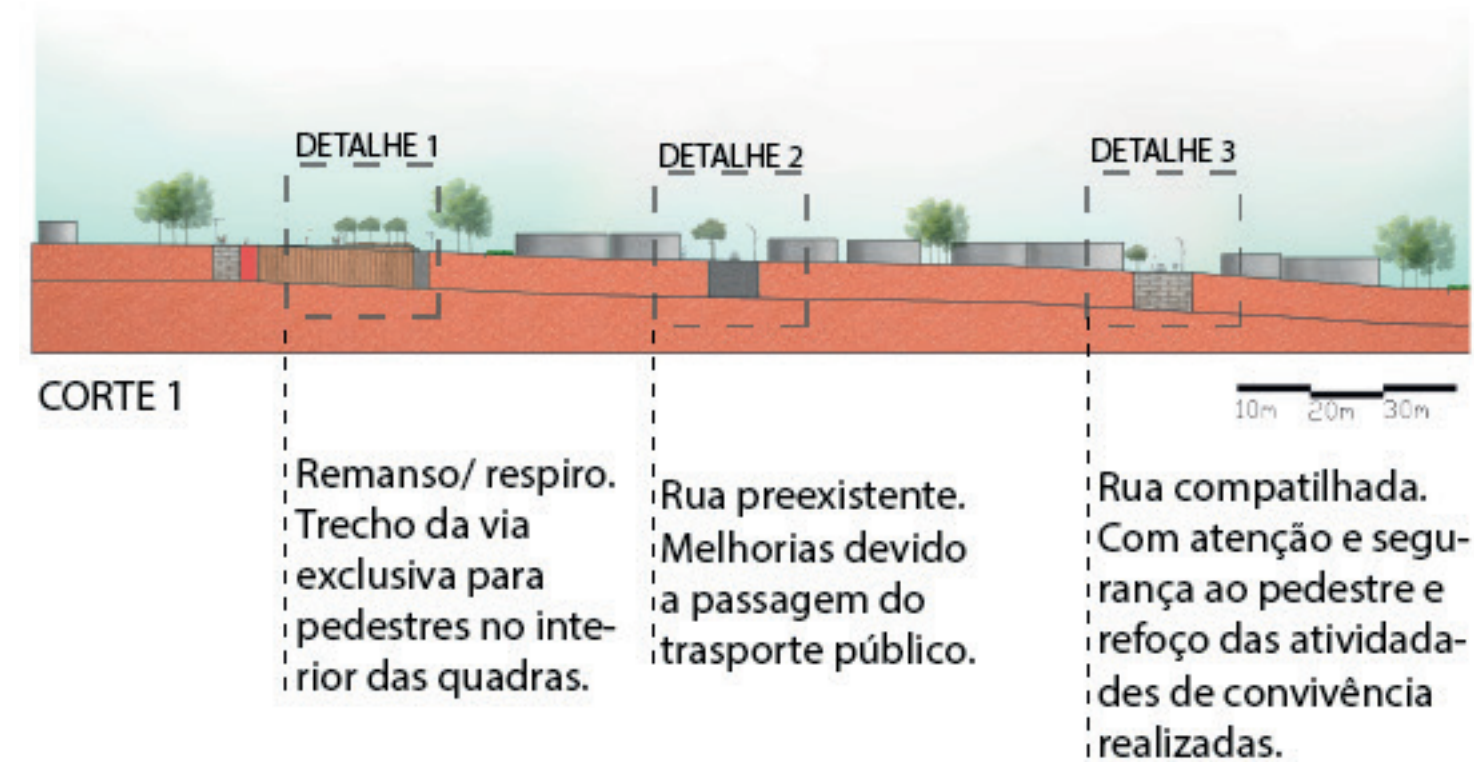 DETALHE 1
DETALHE 2
DETALHE 3
CORTE 1
10m 20m 30m
Remanso/ respiro.
Trecho da via
exclusiva para
pedestres no inte-
rior das quadras.
Rua preexistente.
Melhorias devido
a passagem do
trasporte público.
Rua compatilhada.
Com atenção e segu-
rança ao pedestre e
refoço das atividada-
des de convivência
realizadas.